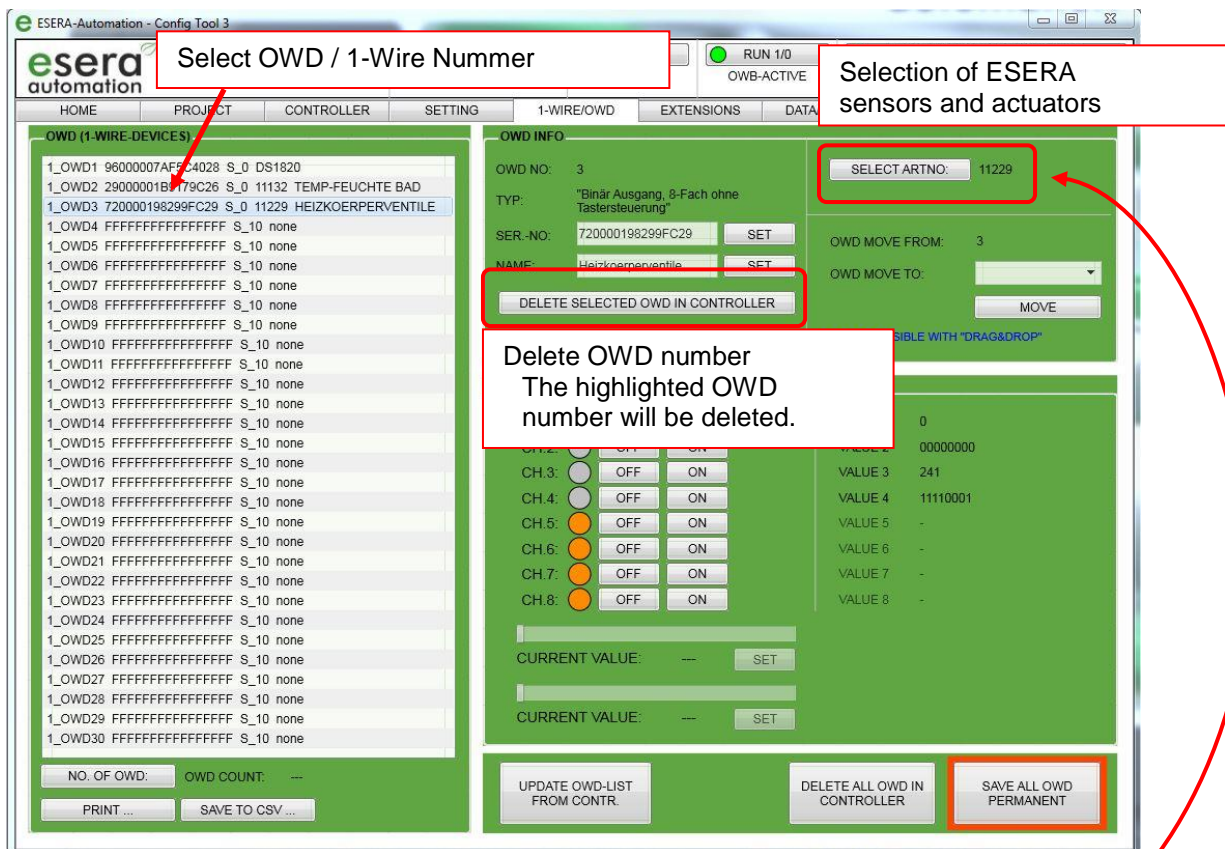 ESERA-Automation - Config Tool 3
esera
automation
Select OWD / 1-Wire Nummer
RUN 1/0
OWB-ACTIVE
Selection of ESERA
sensors and actuators
HOME PROJECT CONTROLLER SETTING 1-WIRE/OWD EXTENSIONS
OWD (1-WIRE-DEVICES)
1_OWD1 96000007AF5C4028 S_0 DS1820
1_OWD2 29000001B9179C26 S_0 11132 TEMP-FEUCHTE BAD
1_OWD3 720000198299FC29 S_0 11229 HEIZKOERPERVENTILE
1_OWD4 FFFFFFFFFFFFFFFF S_10 none
1_OWD5 FFFFFFFFFFFFFFFF S_10 none
1_OWD6 FFFFFFFFFFFFFFFF S_10 none
1_OWD7 FFFFFFFFFFFFFFFF S_10 none
1_OWD8 FFFFFFFFFFFFFFFF S_10 none
1_OWD9 FFFFFFFFFFFFFFFF S_10 none
1_OWD10 FFFFFFFFFFFFFFFF S_10 none
1_OWD11 FFFFFFFFFFFFFFFF S_10 none
1_OWD12 FFFFFFFFFFFFFFFF S_10 none
1_OWD13 FFFFFFFFFFFFFFFF S_10 none
1_OWD14 FFFFFFFFFFFFFFFF S_10 none
1_OWD15 FFFFFFFFFFFFFFFF S_10 none
1_OWD16 FFFFFFFFFFFFFFFF S_10 none
1_OWD17 FFFFFFFFFFFFFFFF S_10 none
1_OWD18 FFFFFFFFFFFFFFFF S_10 none
1_OWD19 FFFFFFFFFFFFFFFF S_10 none
1_OWD20 FFFFFFFFFFFFFFFF S_10 none
1_OWD21 FFFFFFFFFFFFFFFF S_10 none
1_OWD22 FFFFFFFFFFFFFFFF S_10 none
1_OWD23 FFFFFFFFFFFFFFFF S_10 none
1_OWD24 FFFFFFFFFFFFFFFF S_10 none
1_OWD25 FFFFFFFFFFFFFFFF S_10 none
1_OWD26 FFFFFFFFFFFFFFFF S_10 none
1_OWD27 FFFFFFFFFFFFFFFF S_10 none
1_OWD28 FFFFFFFFFFFFFFFF S_10 none
1_OWD29 FFFFFFFFFFFFFFFF S_10 none
1_OWD30 FFFFFFFFFFFFFFFF S_10 none
NO. OF OWD: OWD COUNT: ---
PRINT ... SAVE TO CSV ...
OWD INFO
OWD NO: 3
TYP: "Binär Ausgang, 8-Fach ohne
Tastersteuerung"
SER.-NO: 720000198299FC29 SET
NAME: Heizkoerperventile SET
DELETE SELECTED OWD IN CONTROLLER
SELECT ARTNO: 11229
OWD MOVE FROM: 3
OWD MOVE TO:
MOVE
WITH "DRAG&DROP"
Delete OWD number
The highlighted OWD
number will be deleted.
0
CH.2: OFF ON VALUE 2 00000000
CH.3: OFF ON VALUE 3 241
CH.4: OFF ON VALUE 4 11110001
CH.5: OFF ON VALUE 5 -
CH.6: OFF ON VALUE 6 -
CH.7: OFF ON VALUE 7 -
CH.8: OFF ON VALUE 8 -
CURRENT VALUE: --- SET
CURRENT VALUE: --- SET
UPDATE OWD-LIST
FROM CONTR.
DELETE ALL OWD IN
CONTROLLER
SAVE ALL OWD
PERMANENT